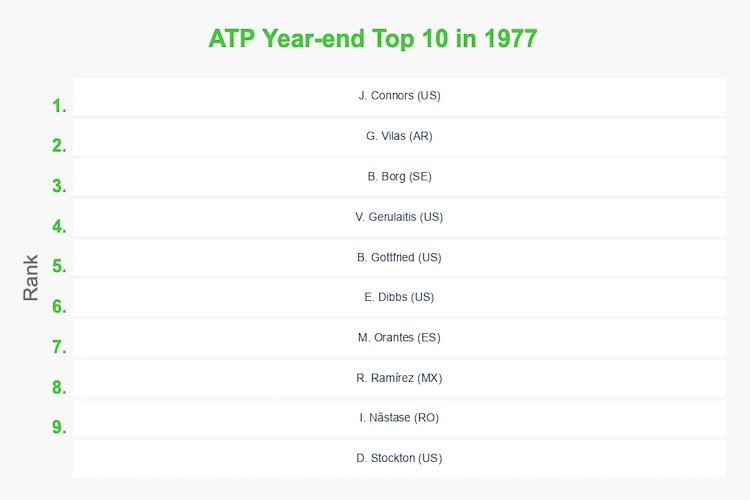 ATP Year-end Top 10 in 1977
Rank
1. J. Connors (US)
2. G. Vilas (AR)
3. B. Borg (SE)
4. V. Gerulaitis (US)
5. B. Gottfried (US)
6. E. Dibbs (US)
7. M. Orantes (ES)
8. R. Ramírez (MX)
9. I. Năstase (RO)
D. Stockton (US)